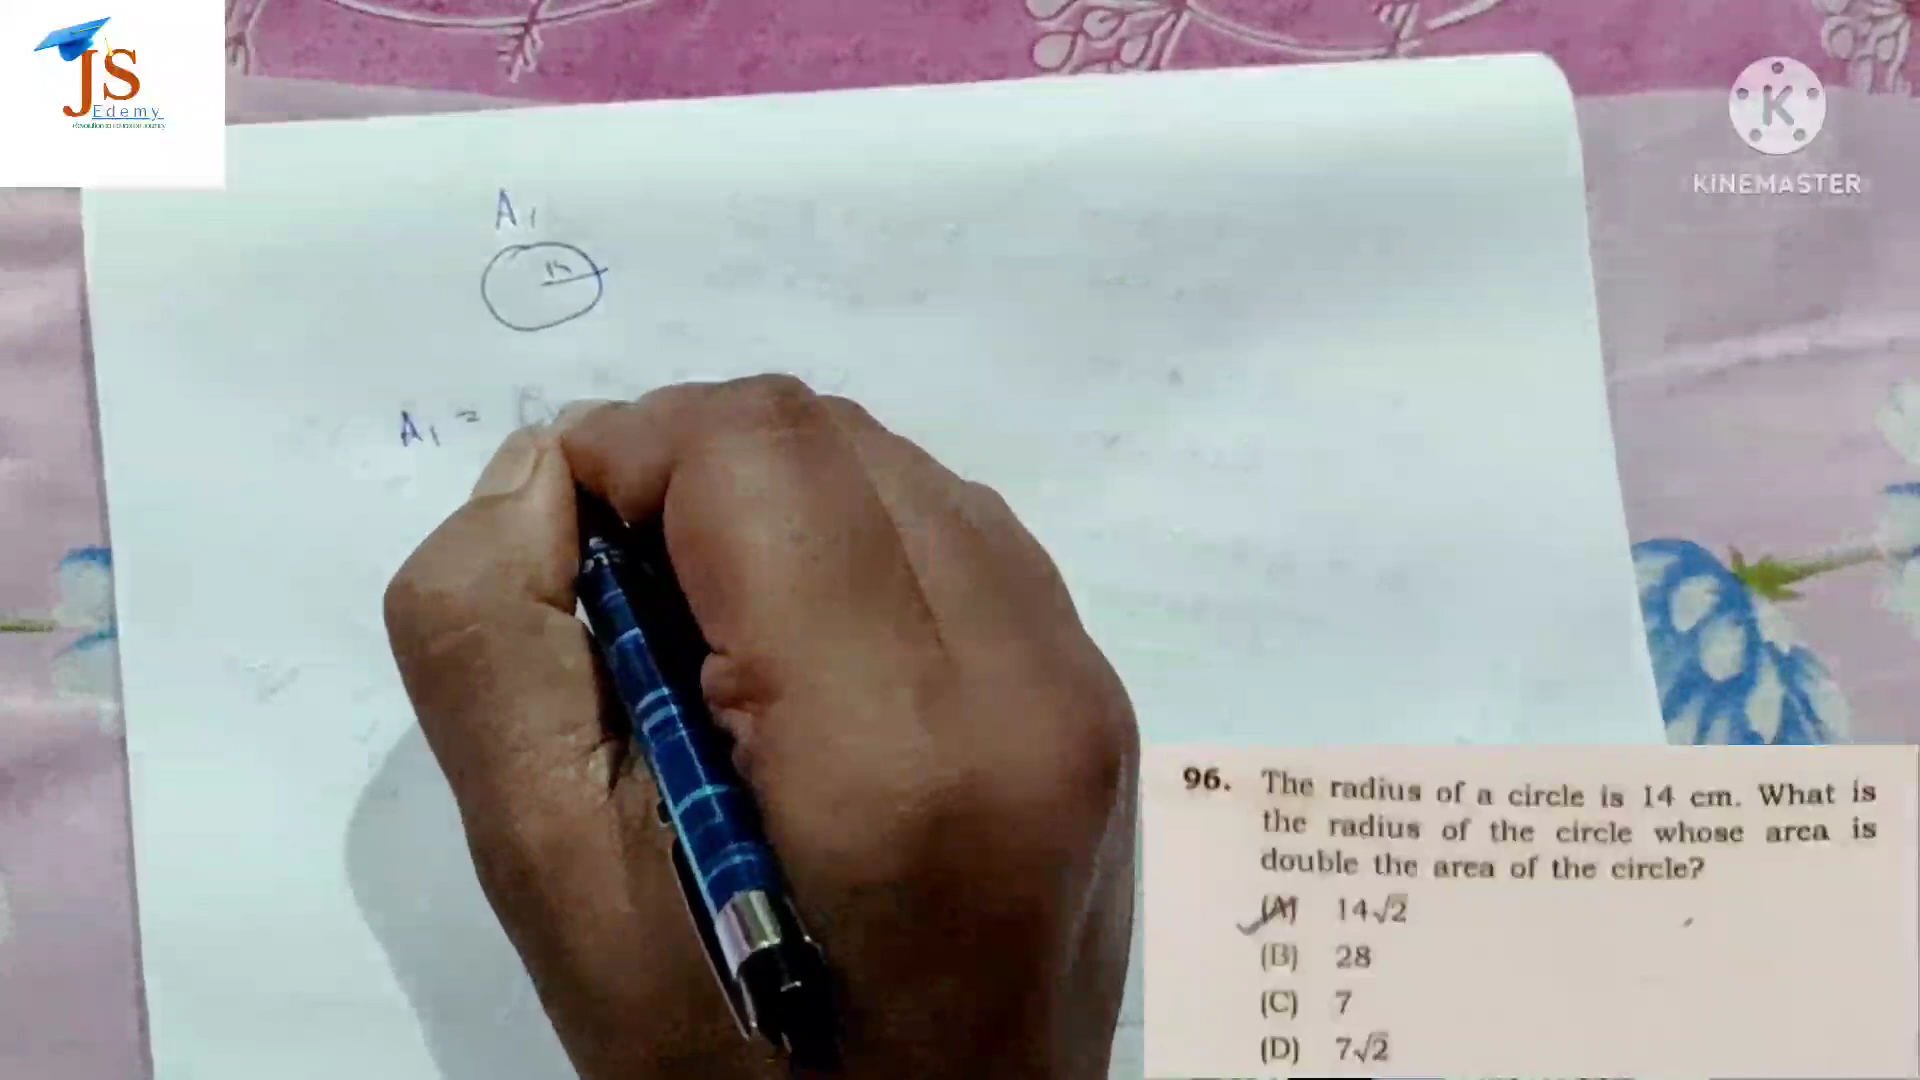 JS
Edemy
KINEMASTER
A₁
A₁ =
96. The radius of a circle is 14 cm. What is
the radius of the circle whose area is
double the area of the circle?
(A) 14√2
(B) 28
(C) 7
(D) 7√2